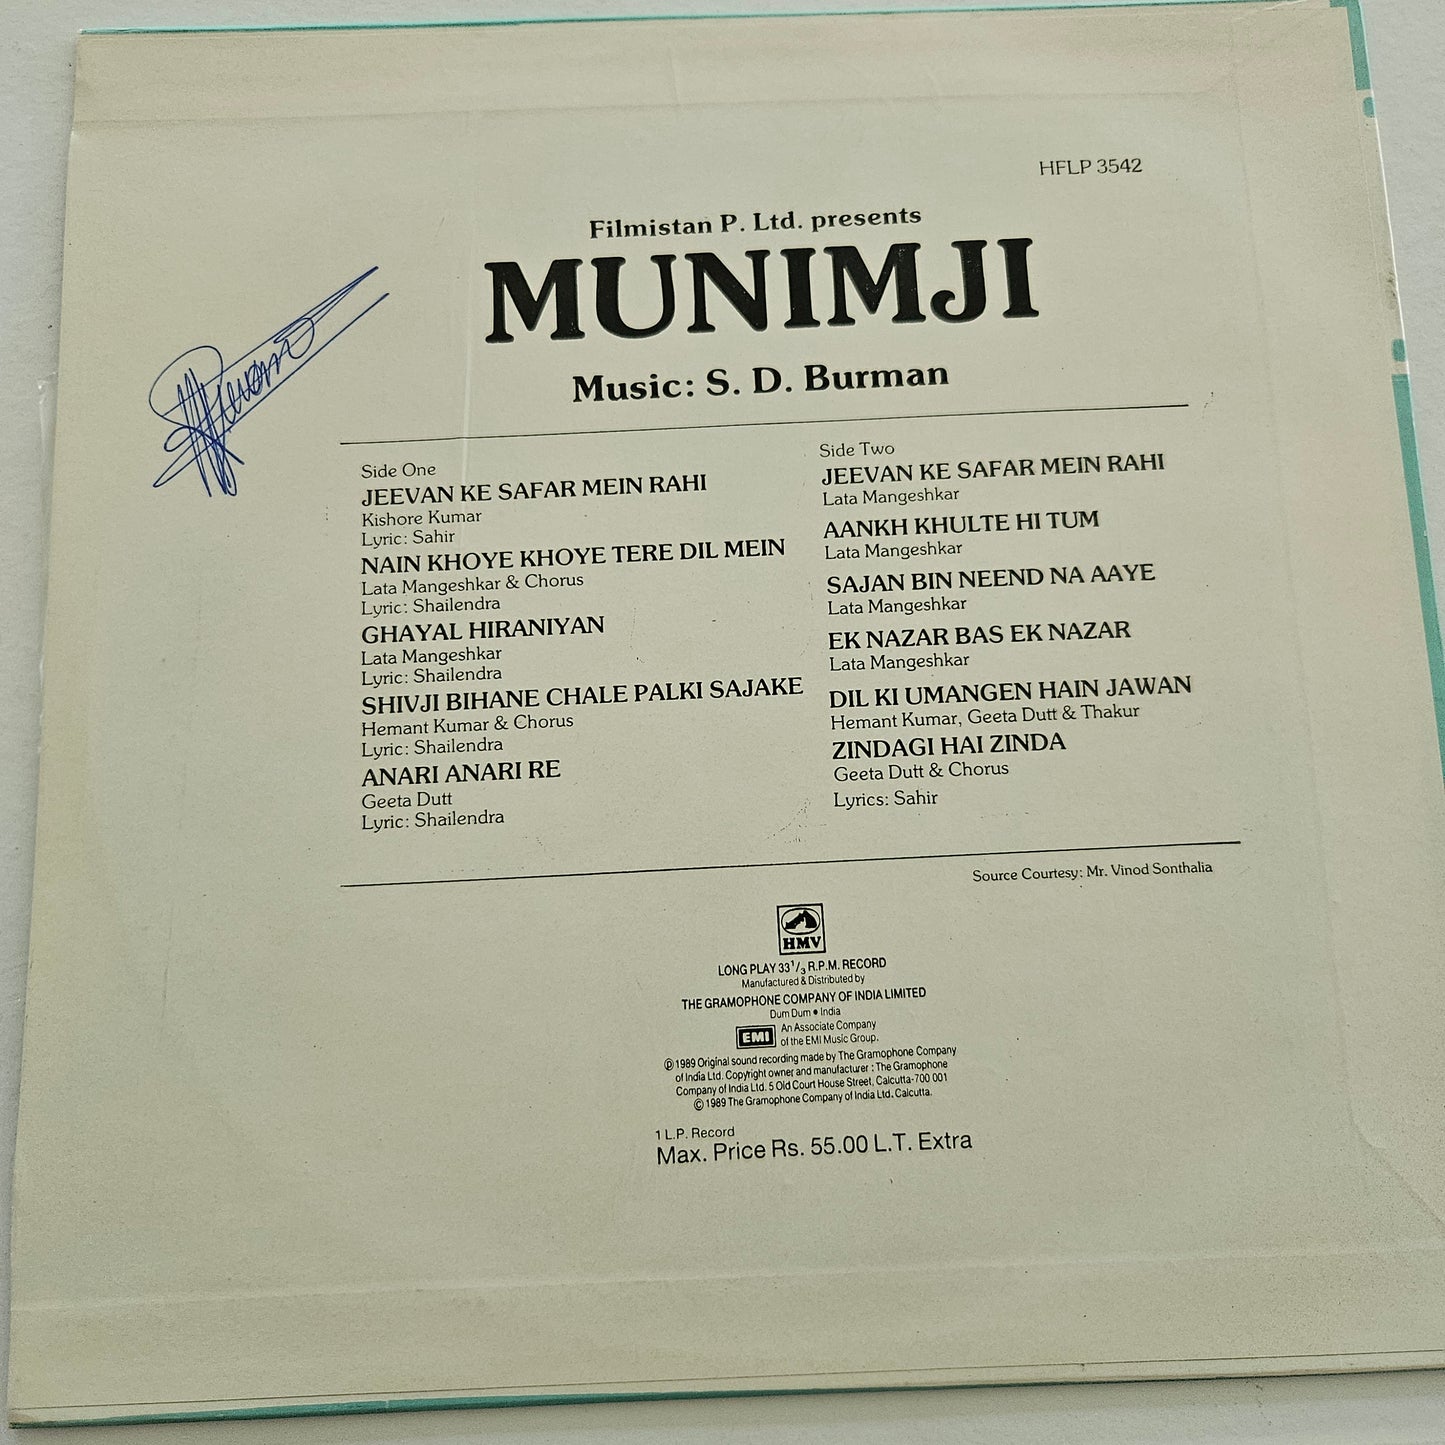 HFLP 3542
Filmistan P. Ltd. presents
MUNIMJI
Music: S. D. Burman
Side One
JEEVAN KE SAFAR MEIN RAHI
Kishore Kumar
Lyric: Sahir
NAIN KHOYE KHOYE TERE DIL MEIN
Lata Mangeshkar & Chorus
Lyric: Shailendra
GHAYAL HIRANIYAN
Lata Mangeshkar
Lyric: Shailendra
SHIVJI BIHANE CHALE PALKI SAJAKE
Hemant Kumar & Chorus
Lyric: Shailendra
ANARI ANARI RE
Geeta Dutt
Lyric: Shailendra
Side Two
JEEVAN KE SAFAR MEIN RAHI
Lata Mangeshkar
AANKH KHULTE HI TUM
Lata Mangeshkar
SAJAN BIN NEEND NA AAYE
Lata Mangeshkar
EK NAZAR BAS EK NAZAR
Lata Mangeshkar
DIL KI UMANGEN HAIN JAWAN
Hemant Kumar, Geeta Dutt & Thakur
ZINDAGI HAI ZINDA
Geeta Dutt & Chorus
Lyrics: Sahir
Source Courtesy: Mr. Vinod Sonthalia
HMV
LONG PLAY 33 1/3 R.P.M. RECORD
Manufactured & Distributed by
THE GRAMOPHONE COMPANY OF INDIA LIMITED
Dum Dum • India
EMI An Associate Company
of the EMI Music Group.
℗ 1989 Original sound recording made by The Gramophone Company
of India Ltd. Copyright owner and manufacturer : The Gramophone
Company of India Ltd. 5 Old Court House Street, Calcutta-700 001
© 1989 The Gramophone Company of India Ltd. Calcutta.
1 L.P. Record
Max. Price Rs. 55.00 L.T. Extra